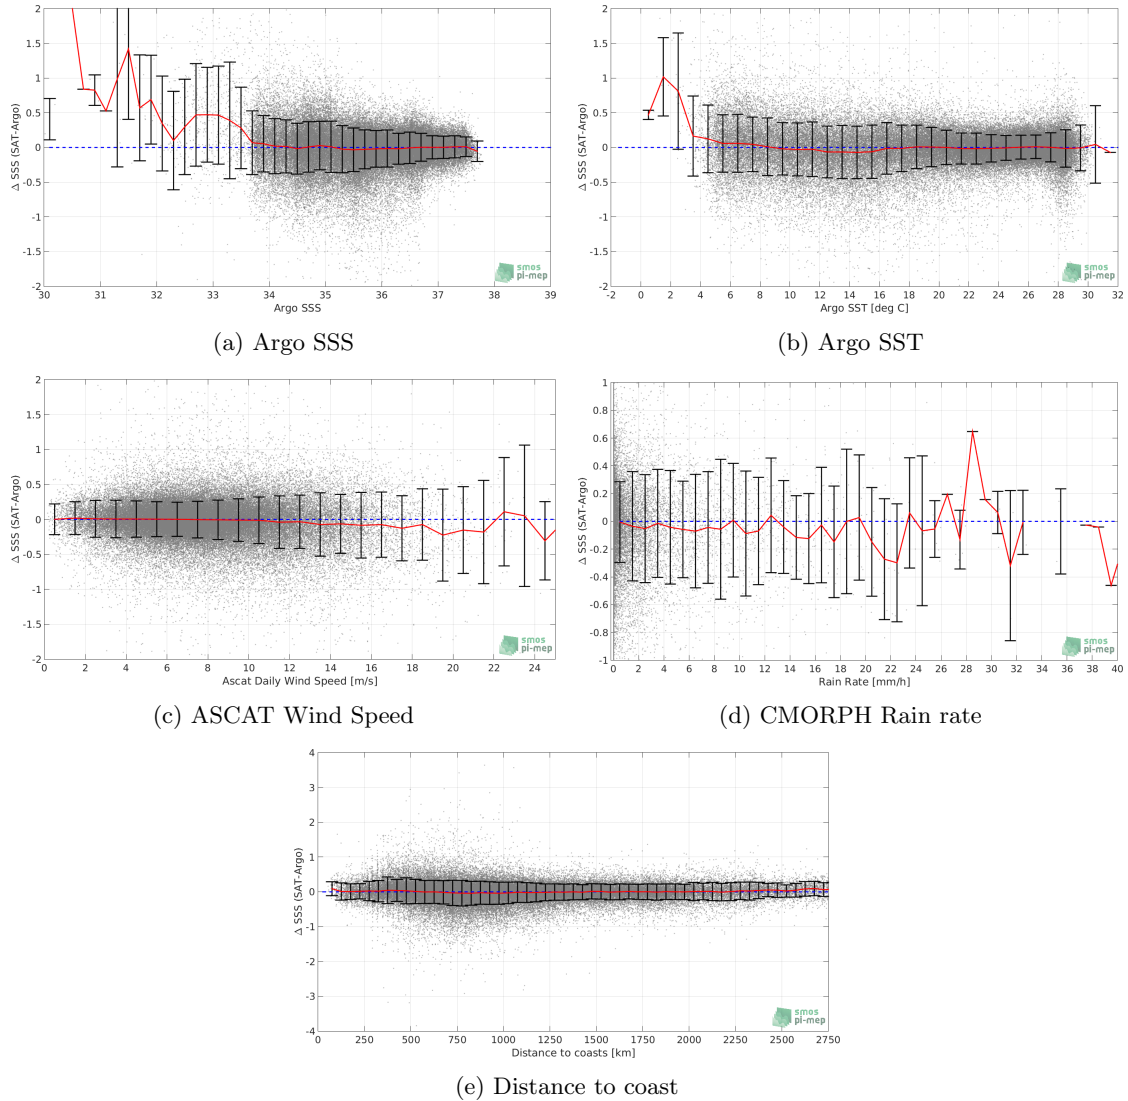 2
1.5
1
0.5
0
-0.5
-1
-1.5
-2
Δ SSS (SAT-Argo)
30 31 32 33 34 35 36 37 38 39
Argo SSS
smos
pi-mep
(a) Argo SSS
2
1.5
1
0.5
0
-0.5
-1
-1.5
-2
Δ SSS (SAT-Argo)
-2 0 2 4 6 8 10 12 14 16 18 20 22 24 26 28 30 32
Argo SST [deg C]
smos
pi-mep
(b) Argo SST
2
1.5
1
0.5
0
-0.5
-1
-1.5
-2
Δ SSS (SAT-Argo)
0 2 4 6 8 10 12 14 16 18 20 22 24
Ascat Daily Wind Speed [m/s]
smos
pi-mep
(c) ASCAT Wind Speed
1
0.8
0.6
0.4
0.2
0
-0.2
-0.4
-0.6
-0.8
-1
Δ SSS (SAT-Argo)
0 2 4 6 8 10 12 14 16 18 20 22 24 26 28 30 32 34 36 38 40
Rain Rate [mm/h]
smos
pi-mep
(d) CMORPH Rain rate
4
3
2
1
0
-1
-2
-3
-4
Δ SSS (SAT-Argo)
0 250 500 750 1000 1250 1500 1750 2000 2250 2500 2750
Distance to coasts [km]
smos
pi-mep
(e) Distance to coast